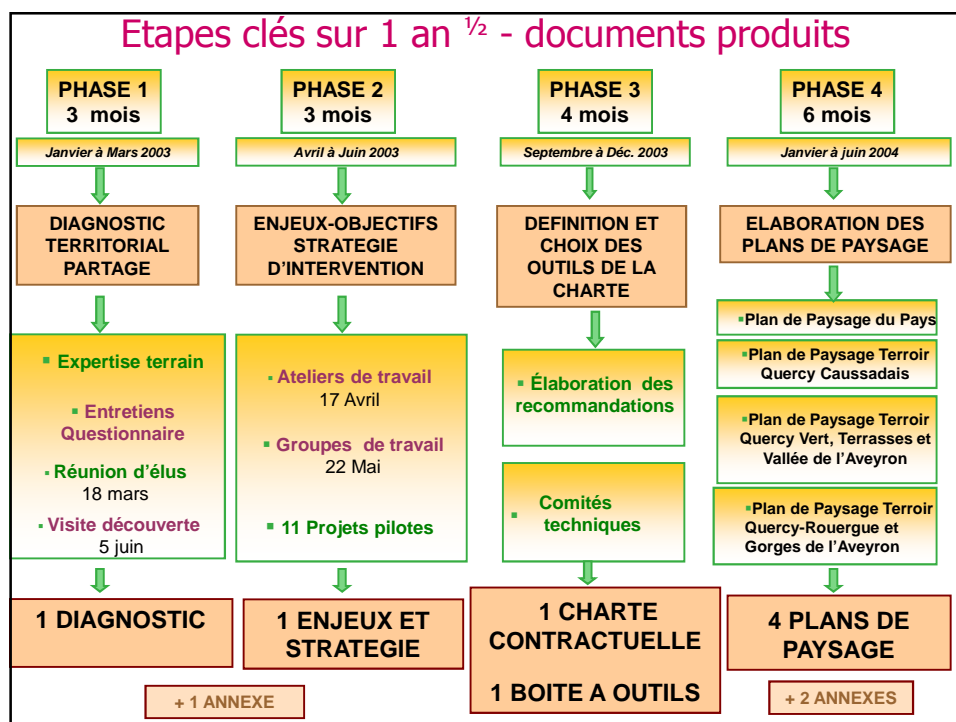 Etapes clés sur 1 an ½ - documents produits
PHASE 1
3 mois
Janvier à Mars 2003
DIAGNOSTIC
TERRITORIAL
PARTAGE
▪ Expertise terrain
▪ Entretiens
Questionnaire
▪ Réunion d'élus
18 mars
▪ Visite découverte
5 juin
1 DIAGNOSTIC
PHASE 2
3 mois
Avril à Juin 2003
ENJEUX-OBJECTIFS
STRATEGIE
D'INTERVENTION
▪ Ateliers de travail
17 Avril
▪ Groupes de travail
22 Mai
▪ 11 Projets pilotes
1 ENJEUX ET
STRATEGIE
+ 1 ANNEXE
PHASE 3
4 mois
Septembre à Déc. 2003
DEFINITION ET
CHOIX DES
OUTILS DE LA
CHARTE
▪ Élaboration des
recommandations
▪ Comités
techniques
1 CHARTE
CONTRACTUELLE
1 BOITE A OUTILS
PHASE 4
6 mois
Janvier à juin 2004
ELABORATION DES
PLANS DE PAYSAGE
▪Plan de Paysage du Pays
▪Plan de Paysage Terroir
Quercy Caussadais
▪Plan de Paysage Terroir
Quercy Vert, Terrasses et
Vallée de l'Aveyron
▪Plan de Paysage Terroir
Quercy-Rouergue et
Gorges de l'Aveyron
4 PLANS DE
PAYSAGE
+ 2 ANNEXES